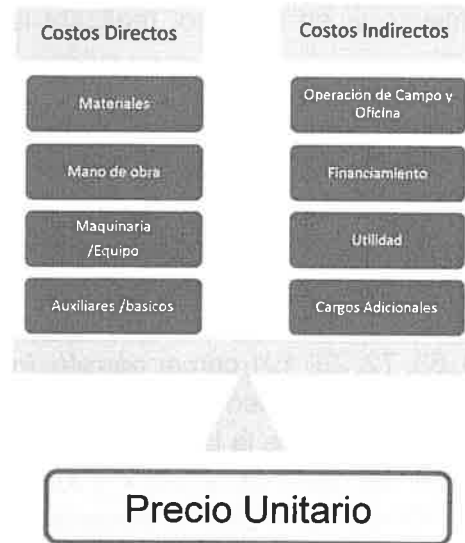 Costos Directos
Materiales
Mano de obra
Maquinaria
/Equipo
Auxiliares /basicos
Costos Indirectos
Operación de Campo y
Oficina
Financiamiento
Utilidad
Cargos Adicionales
Precio Unitario